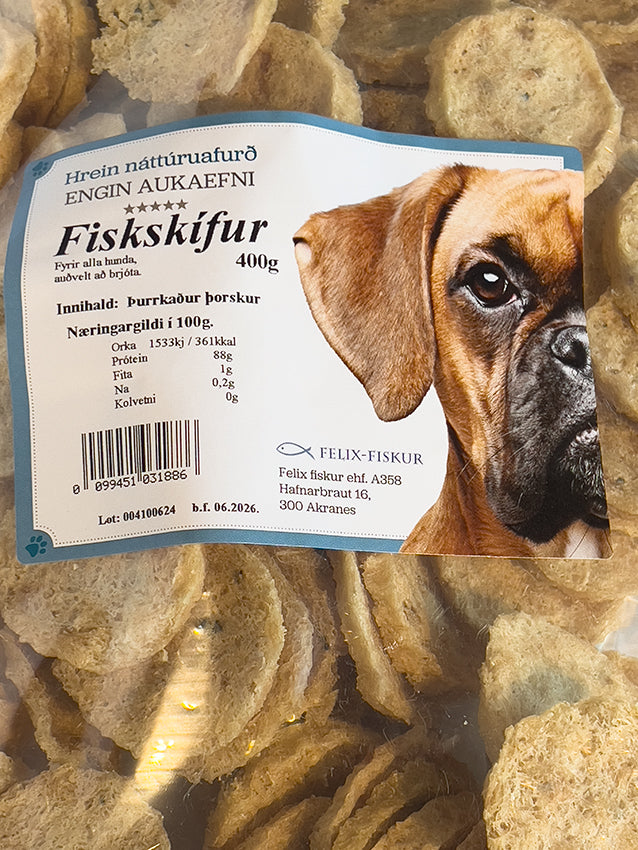 Hrein náttúruafurð
ENGIN AUKAEFNI
Fiskskífur
Fyrir alla hunda,
auðvelt að brjóta.
400g
Innihald: Þurrkaður þorskur
Næringargildi í 100g.
Orka 1533kj / 361kkal
Prótein 88g
Fita 1g
Na 0,2g
Kolvetni 0g
0 099451 031886
Lot: 004100624 b.f. 06.2026.
FELIX-FISKUR
Felix fiskur ehf. A358
Hafnarbraut 16,
300 Akranes